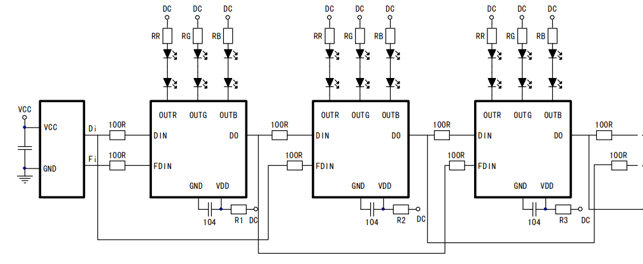 DC DC DC DC DC DC DC DC DC
RR RG RB RR RG RB RR RG RB
VCC
OUTR OUTG OUTB OUTR OUTG OUTB OUTR OUTG OUTB
VCC Di 100R DIN DO 100R DIN DO 100R DIN DO 100R
GND Fi 100R FDIN 100R FDIN 100R FDIN 100R
GND VDD GND VDD GND VDD
104 R1 DC 104 R2 DC 104 R3 DC